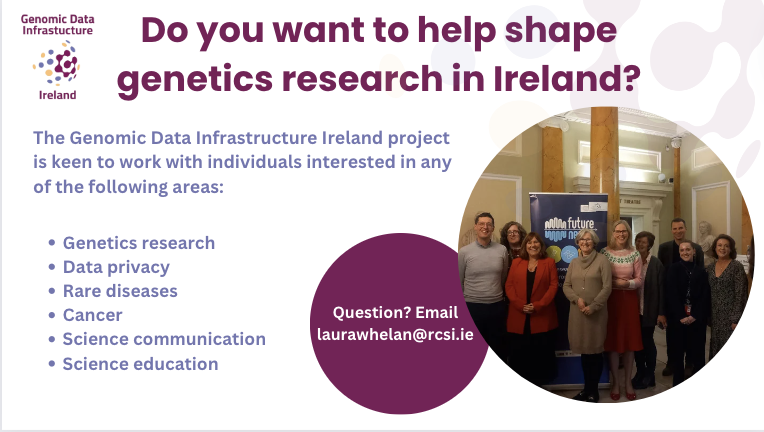 Genomic Data
Infrastucture
Ireland
Do you want to help shape
genetics research in Ireland?
The Genomic Data Infrastructure Ireland project
is keen to work with individuals interested in any
of the following areas:
• Genetics research
• Data privacy
• Rare diseases
• Cancer
• Science communication
• Science education
Question? Email
laurawhelan@rcsi.ie
future